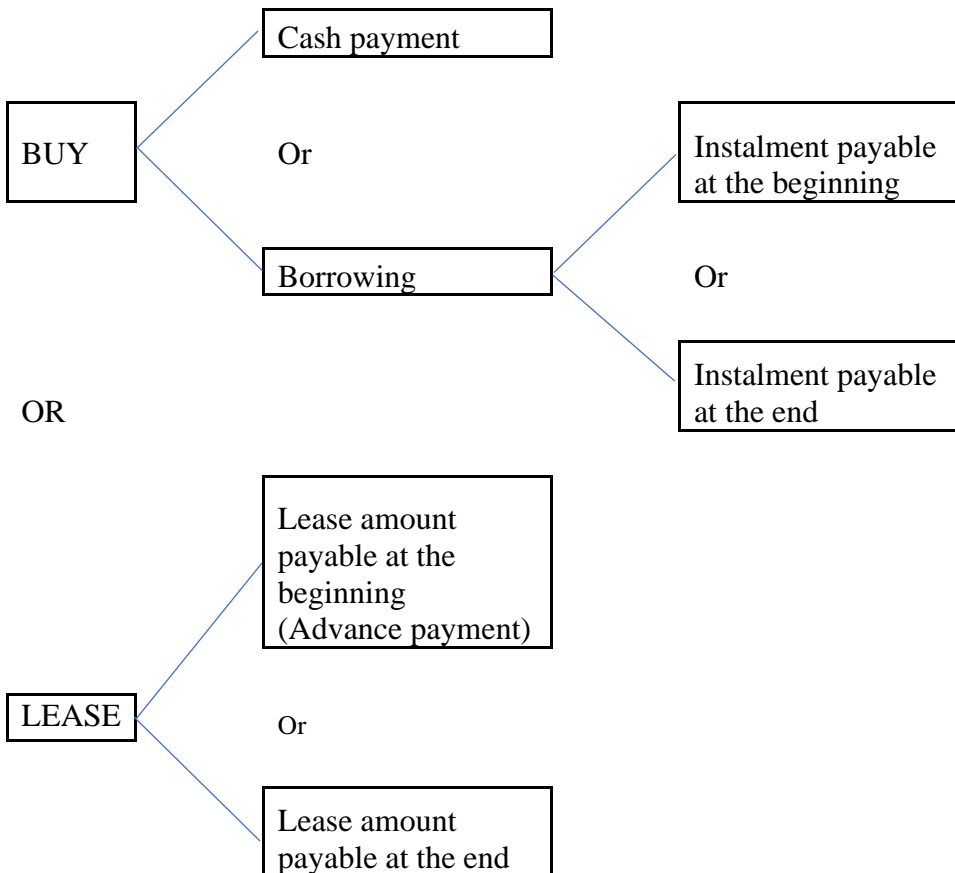 Cash payment
BUY
Or
Instalment payable
at the beginning
Borrowing
Or
Instalment payable
at the end
OR
Lease amount
payable at the
beginning
(Advance payment)
LEASE
Or
Lease amount
payable at the end